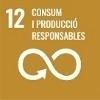 12 CONSUM
I PRODUCCIÓ
RESPONSABLES